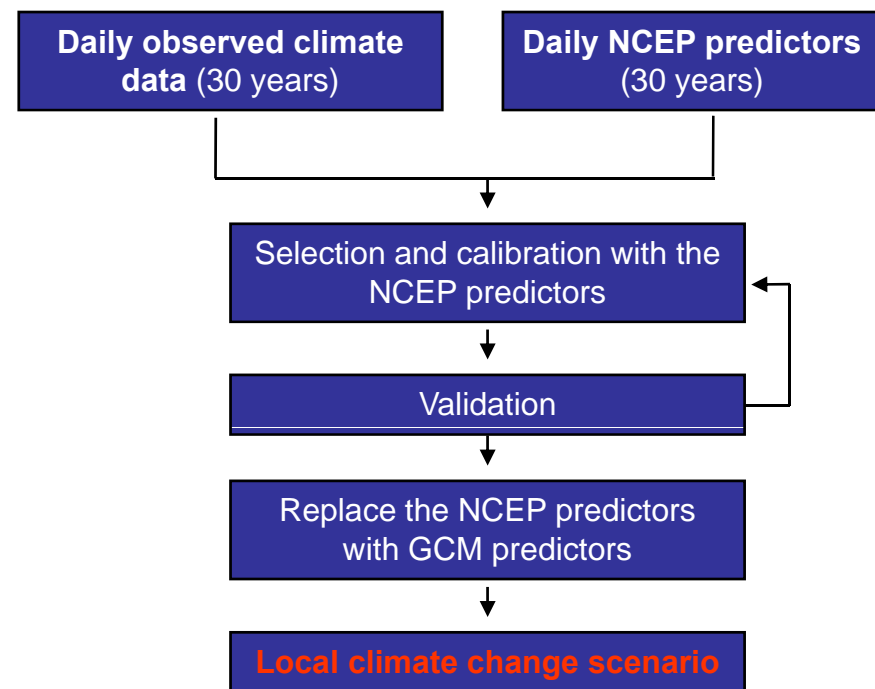 Daily observed climate
data (30 years)
Daily NCEP predictors
(30 years)
Selection and calibration with the
NCEP predictors
Validation
Replace the NCEP predictors
with GCM predictors
Local climate change scenario